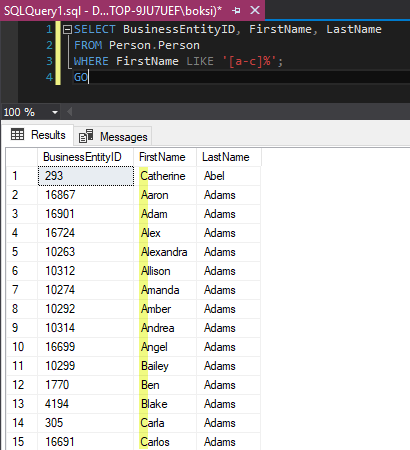 SQLQuery1.sql - D...TOP-9JU7UEF\boksi)*
1 SELECT BusinessEntityID, FirstName, LastName
2 FROM Person.Person
3 WHERE FirstName LIKE '[a-c]%';
4 GO
100 %
Results Messages
BusinessEntityID FirstName LastName
1 293 Catherine Abel
2 16867 Aaron Adams
3 16901 Adam Adams
4 16724 Alex Adams
5 10263 Alexandra Adams
6 10312 Allison Adams
7 10274 Amanda Adams
8 10292 Amber Adams
9 10314 Andrea Adams
10 16699 Angel Adams
11 10299 Bailey Adams
12 1770 Ben Adams
13 4194 Blake Adams
14 305 Carla Adams
15 16691 Carlos Adams